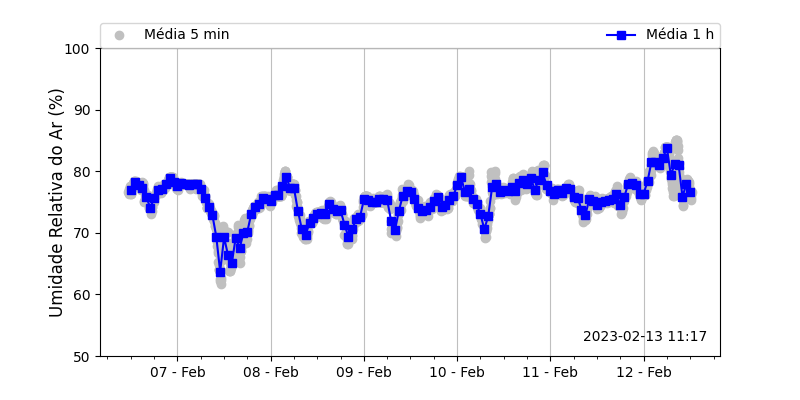 Média 5 min Média 1 h
Umidade Relativa do Ar (%)
100
90
80
70
60
50
2023-02-13 11:17
07 - Feb 08 - Feb 09 - Feb 10 - Feb 11 - Feb 12 - Feb